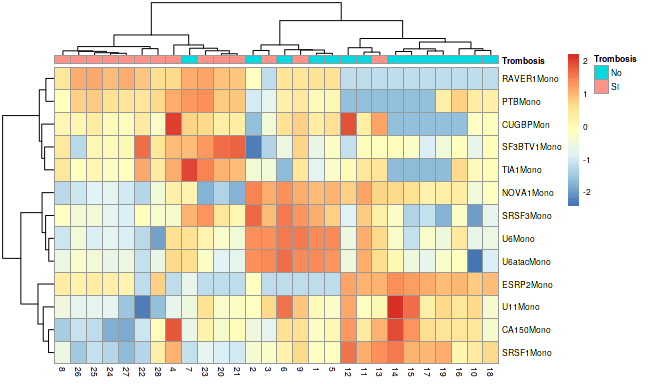 Trombosis
RAVER1Mono
PTBMono
CUGBPMon
SF3BTV1Mono
TIA1Mono
NOVA1Mono
SRSF3Mono
U6Mono
U6atacMono
ESRP2Mono
U11Mono
CA150Mono
SRSF1Mono
8 26 25 24 27 22 28 4 7 23 20 21 2 3 6 9 1 5 12 11 13 14 15 17 19 16 10 18
2
1
0
-1
-2
Trombosis
No
SI